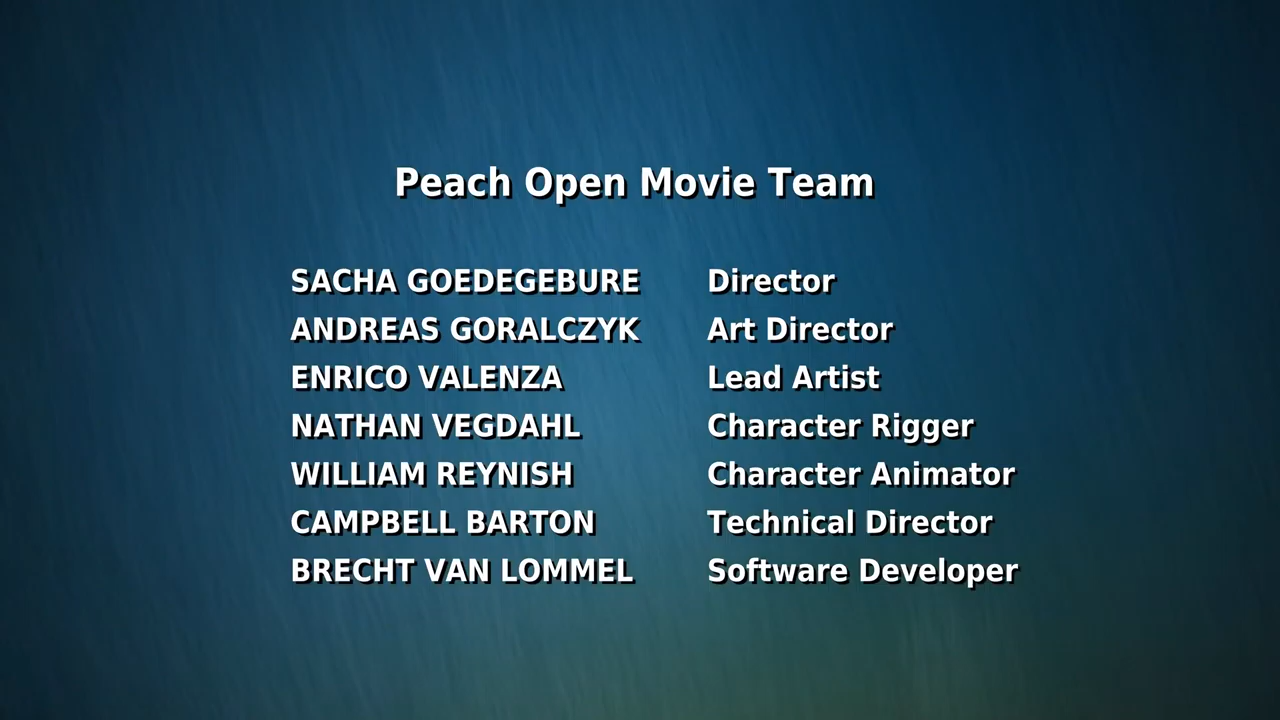 Peach Open Movie Team
SACHA GOEDEGEBURE Director
ANDREAS GORALCZYK Art Director
ENRICO VALENZA Lead Artist
NATHAN VEGDAHL Character Rigger
WILLIAM REYNISH Character Animator
CAMPBELL BARTON Technical Director
BRECHT VAN LOMMEL Software Developer